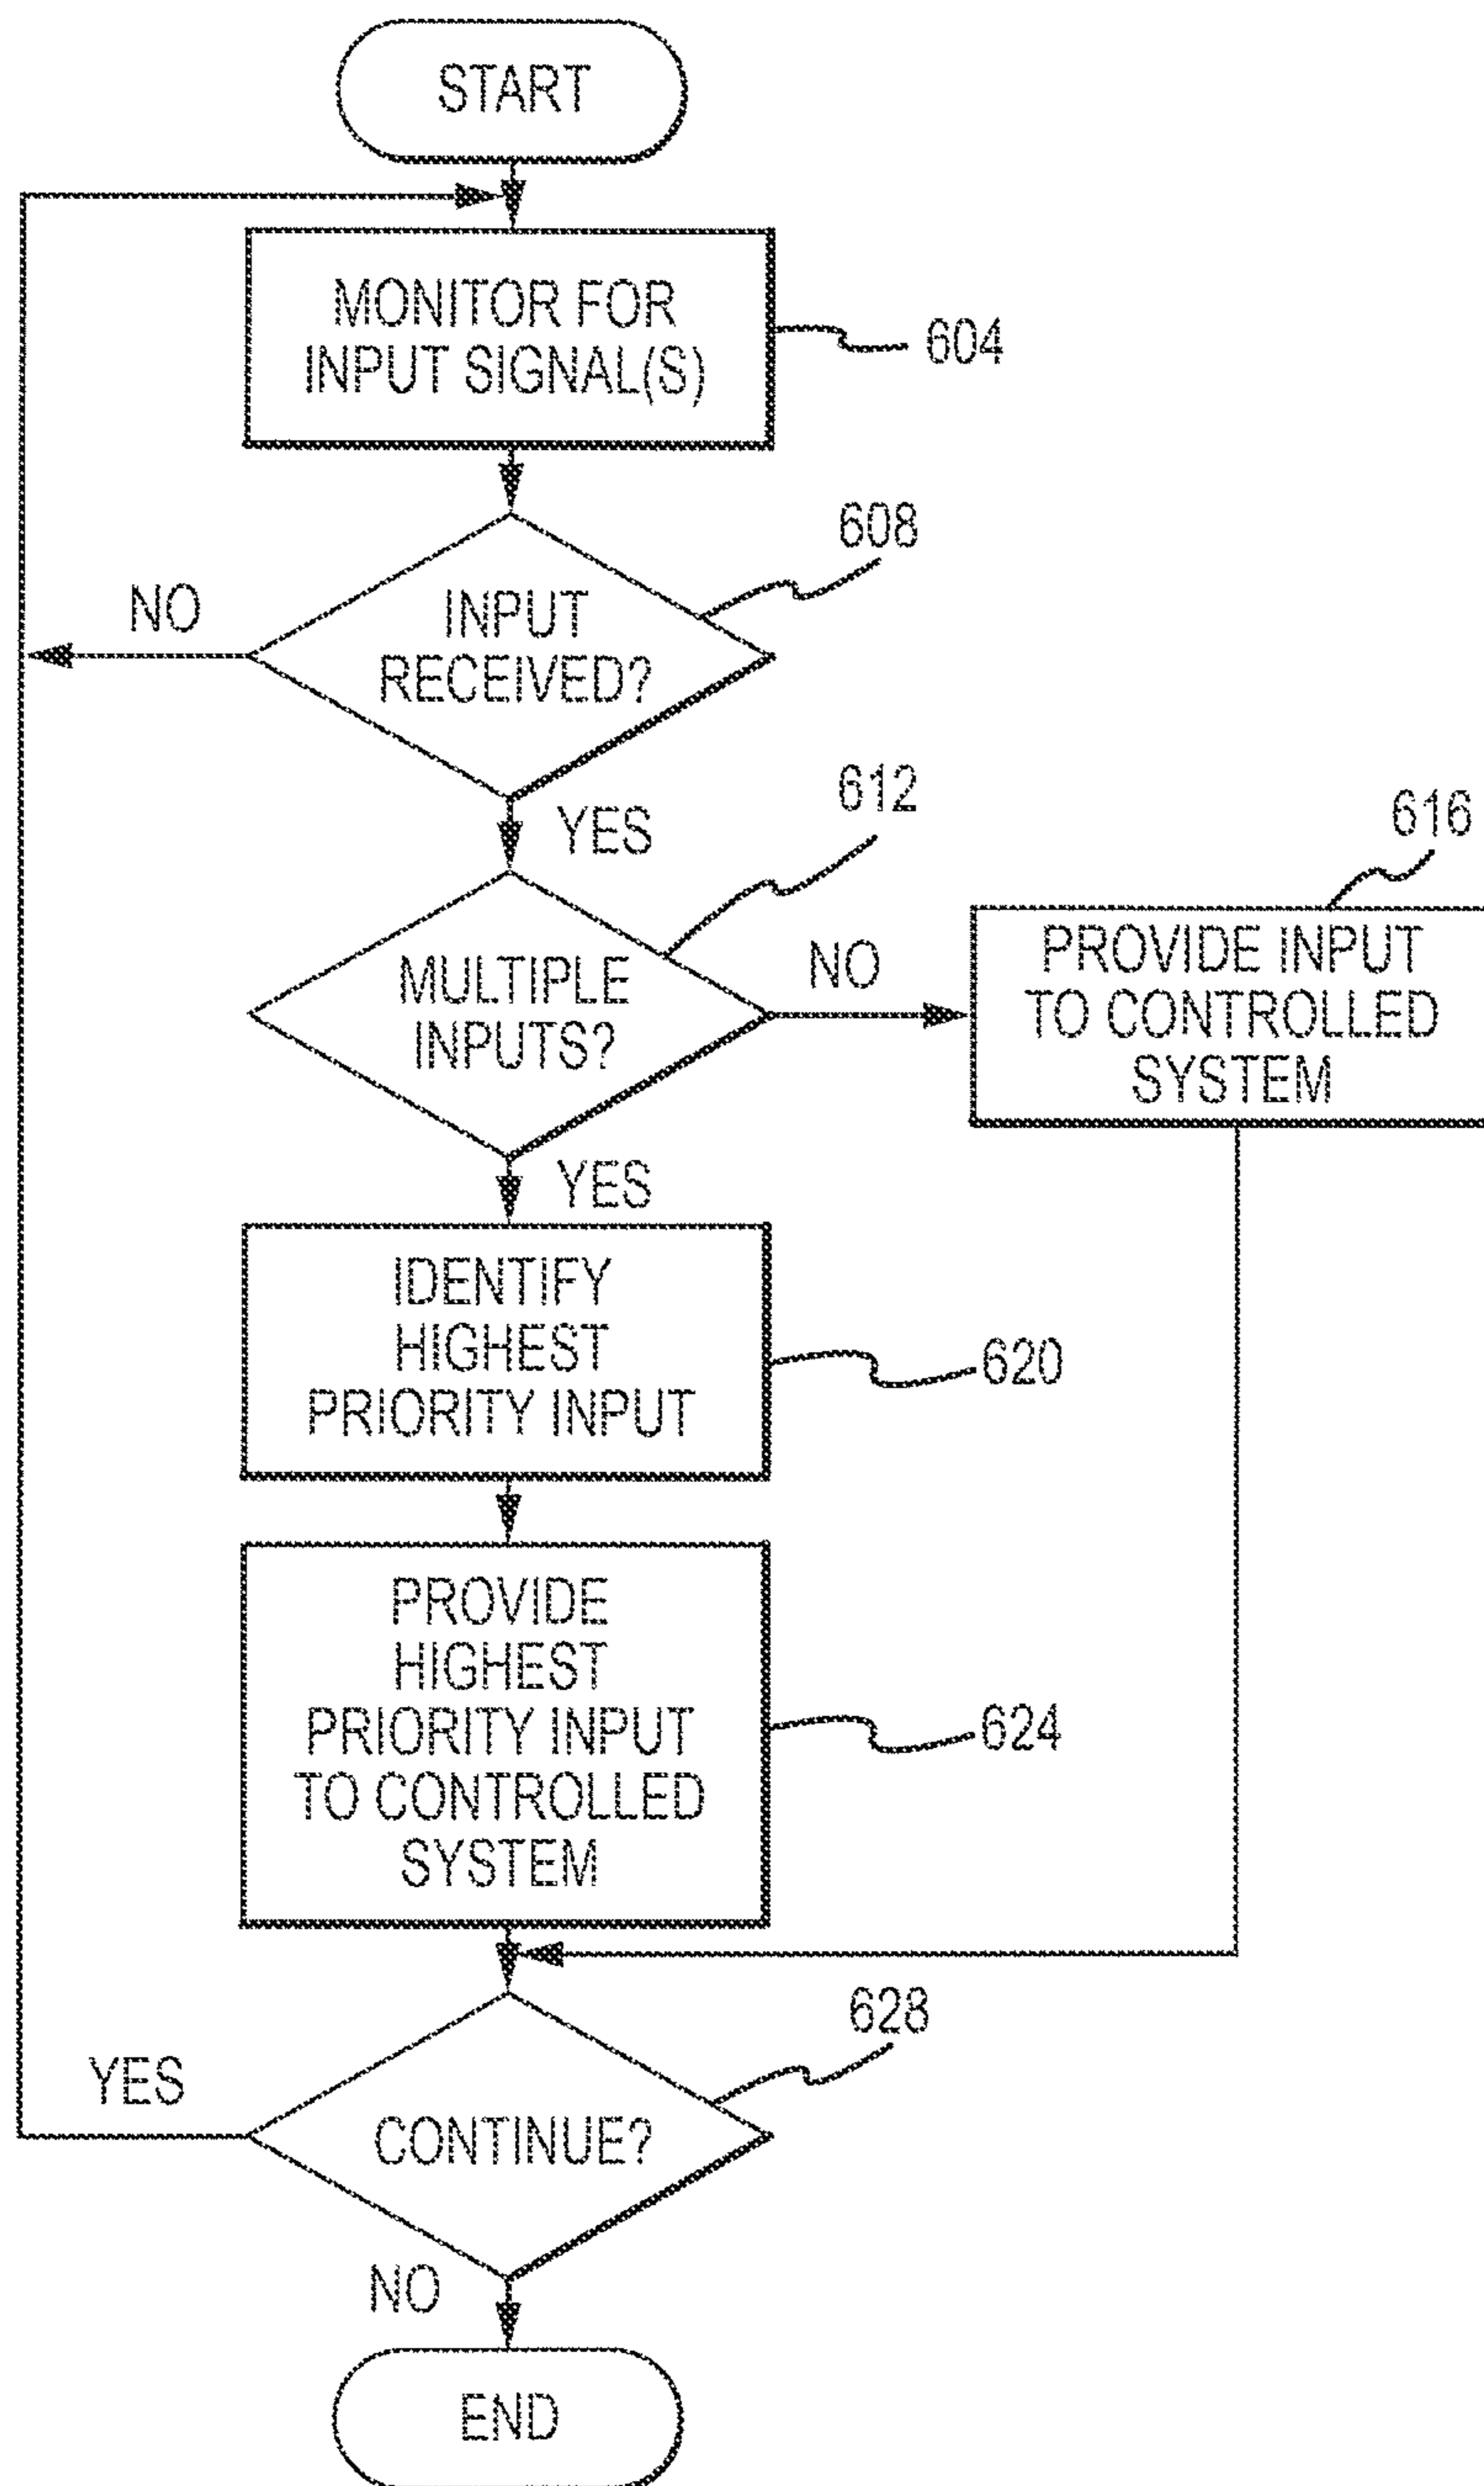 START
MONITOR FOR
INPUT SIGNAL(S)
604
608
NO
INPUT
RECEIVED?
YES
612
616
MULTIPLE
INPUTS?
NO
PROVIDE INPUT
TO CONTROLLED
SYSTEM
YES
IDENTIFY
HIGHEST
PRIORITY INPUT
620
PROVIDE
HIGHEST
PRIORITY INPUT
TO CONTROLLED
SYSTEM
624
628
YES
CONTINUE?
NO
END